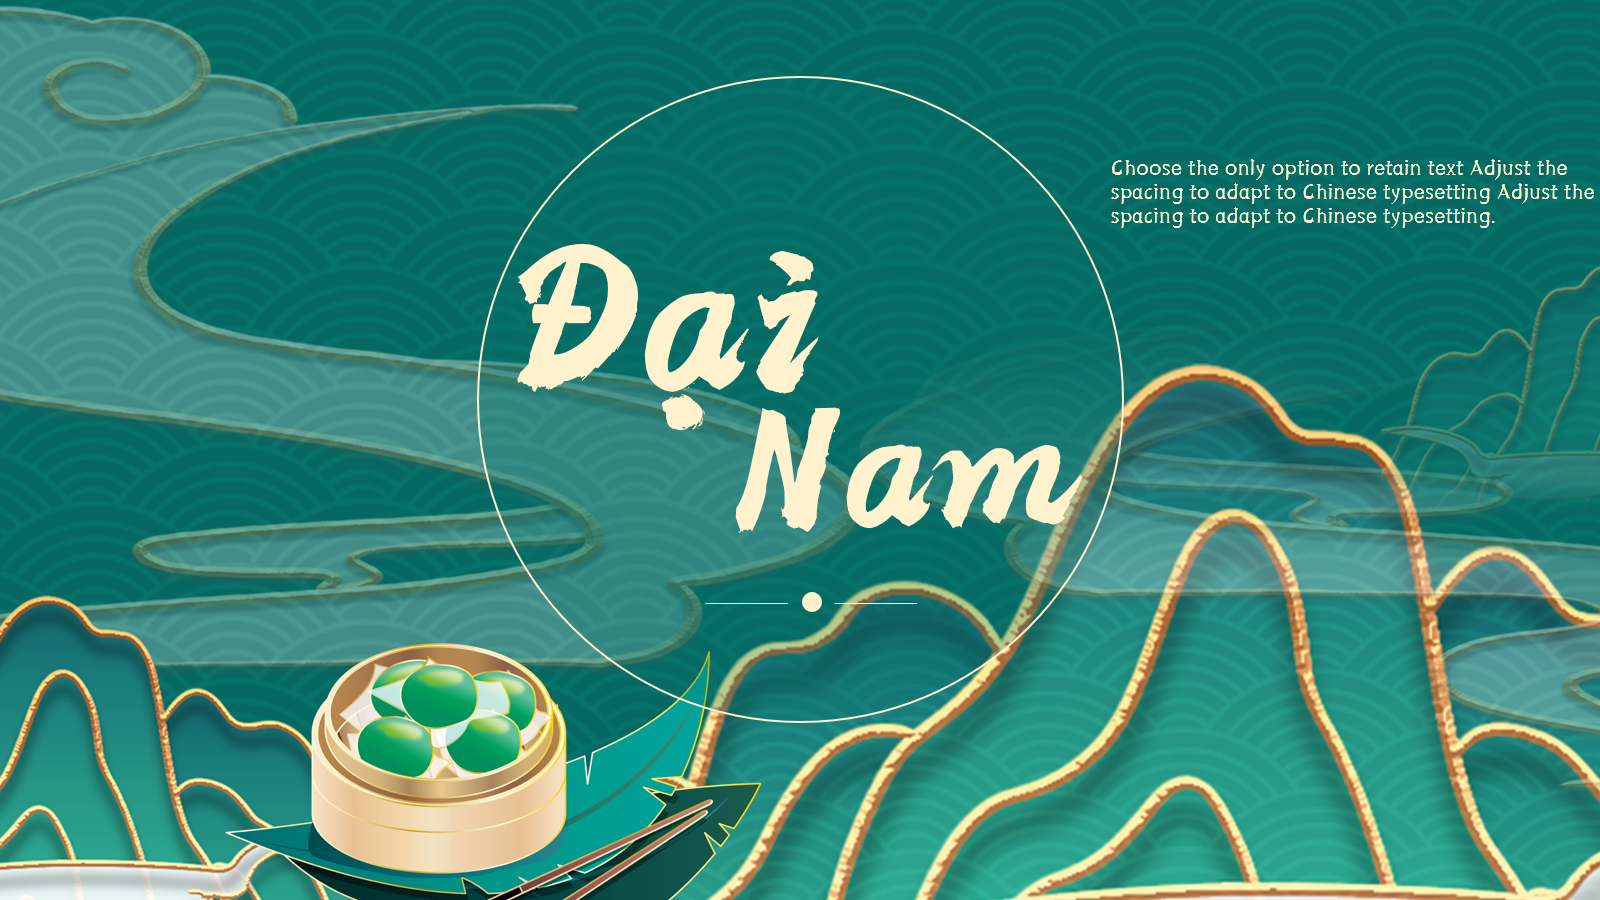 Đại
Nam
Choose the only option to retain text Adjust the
spacing to adapt to Chinese typesetting Adjust the
spacing to adapt to Chinese typesetting.